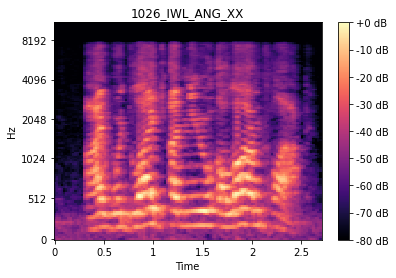 1026_IWL_ANG_XX
8192
4096
2048
1024
512
0
Hz
0
0.5
1
1.5
2
2.5
Time
+0 dB
-10 dB
-20 dB
-30 dB
-40 dB
-50 dB
-60 dB
-70 dB
-80 dB